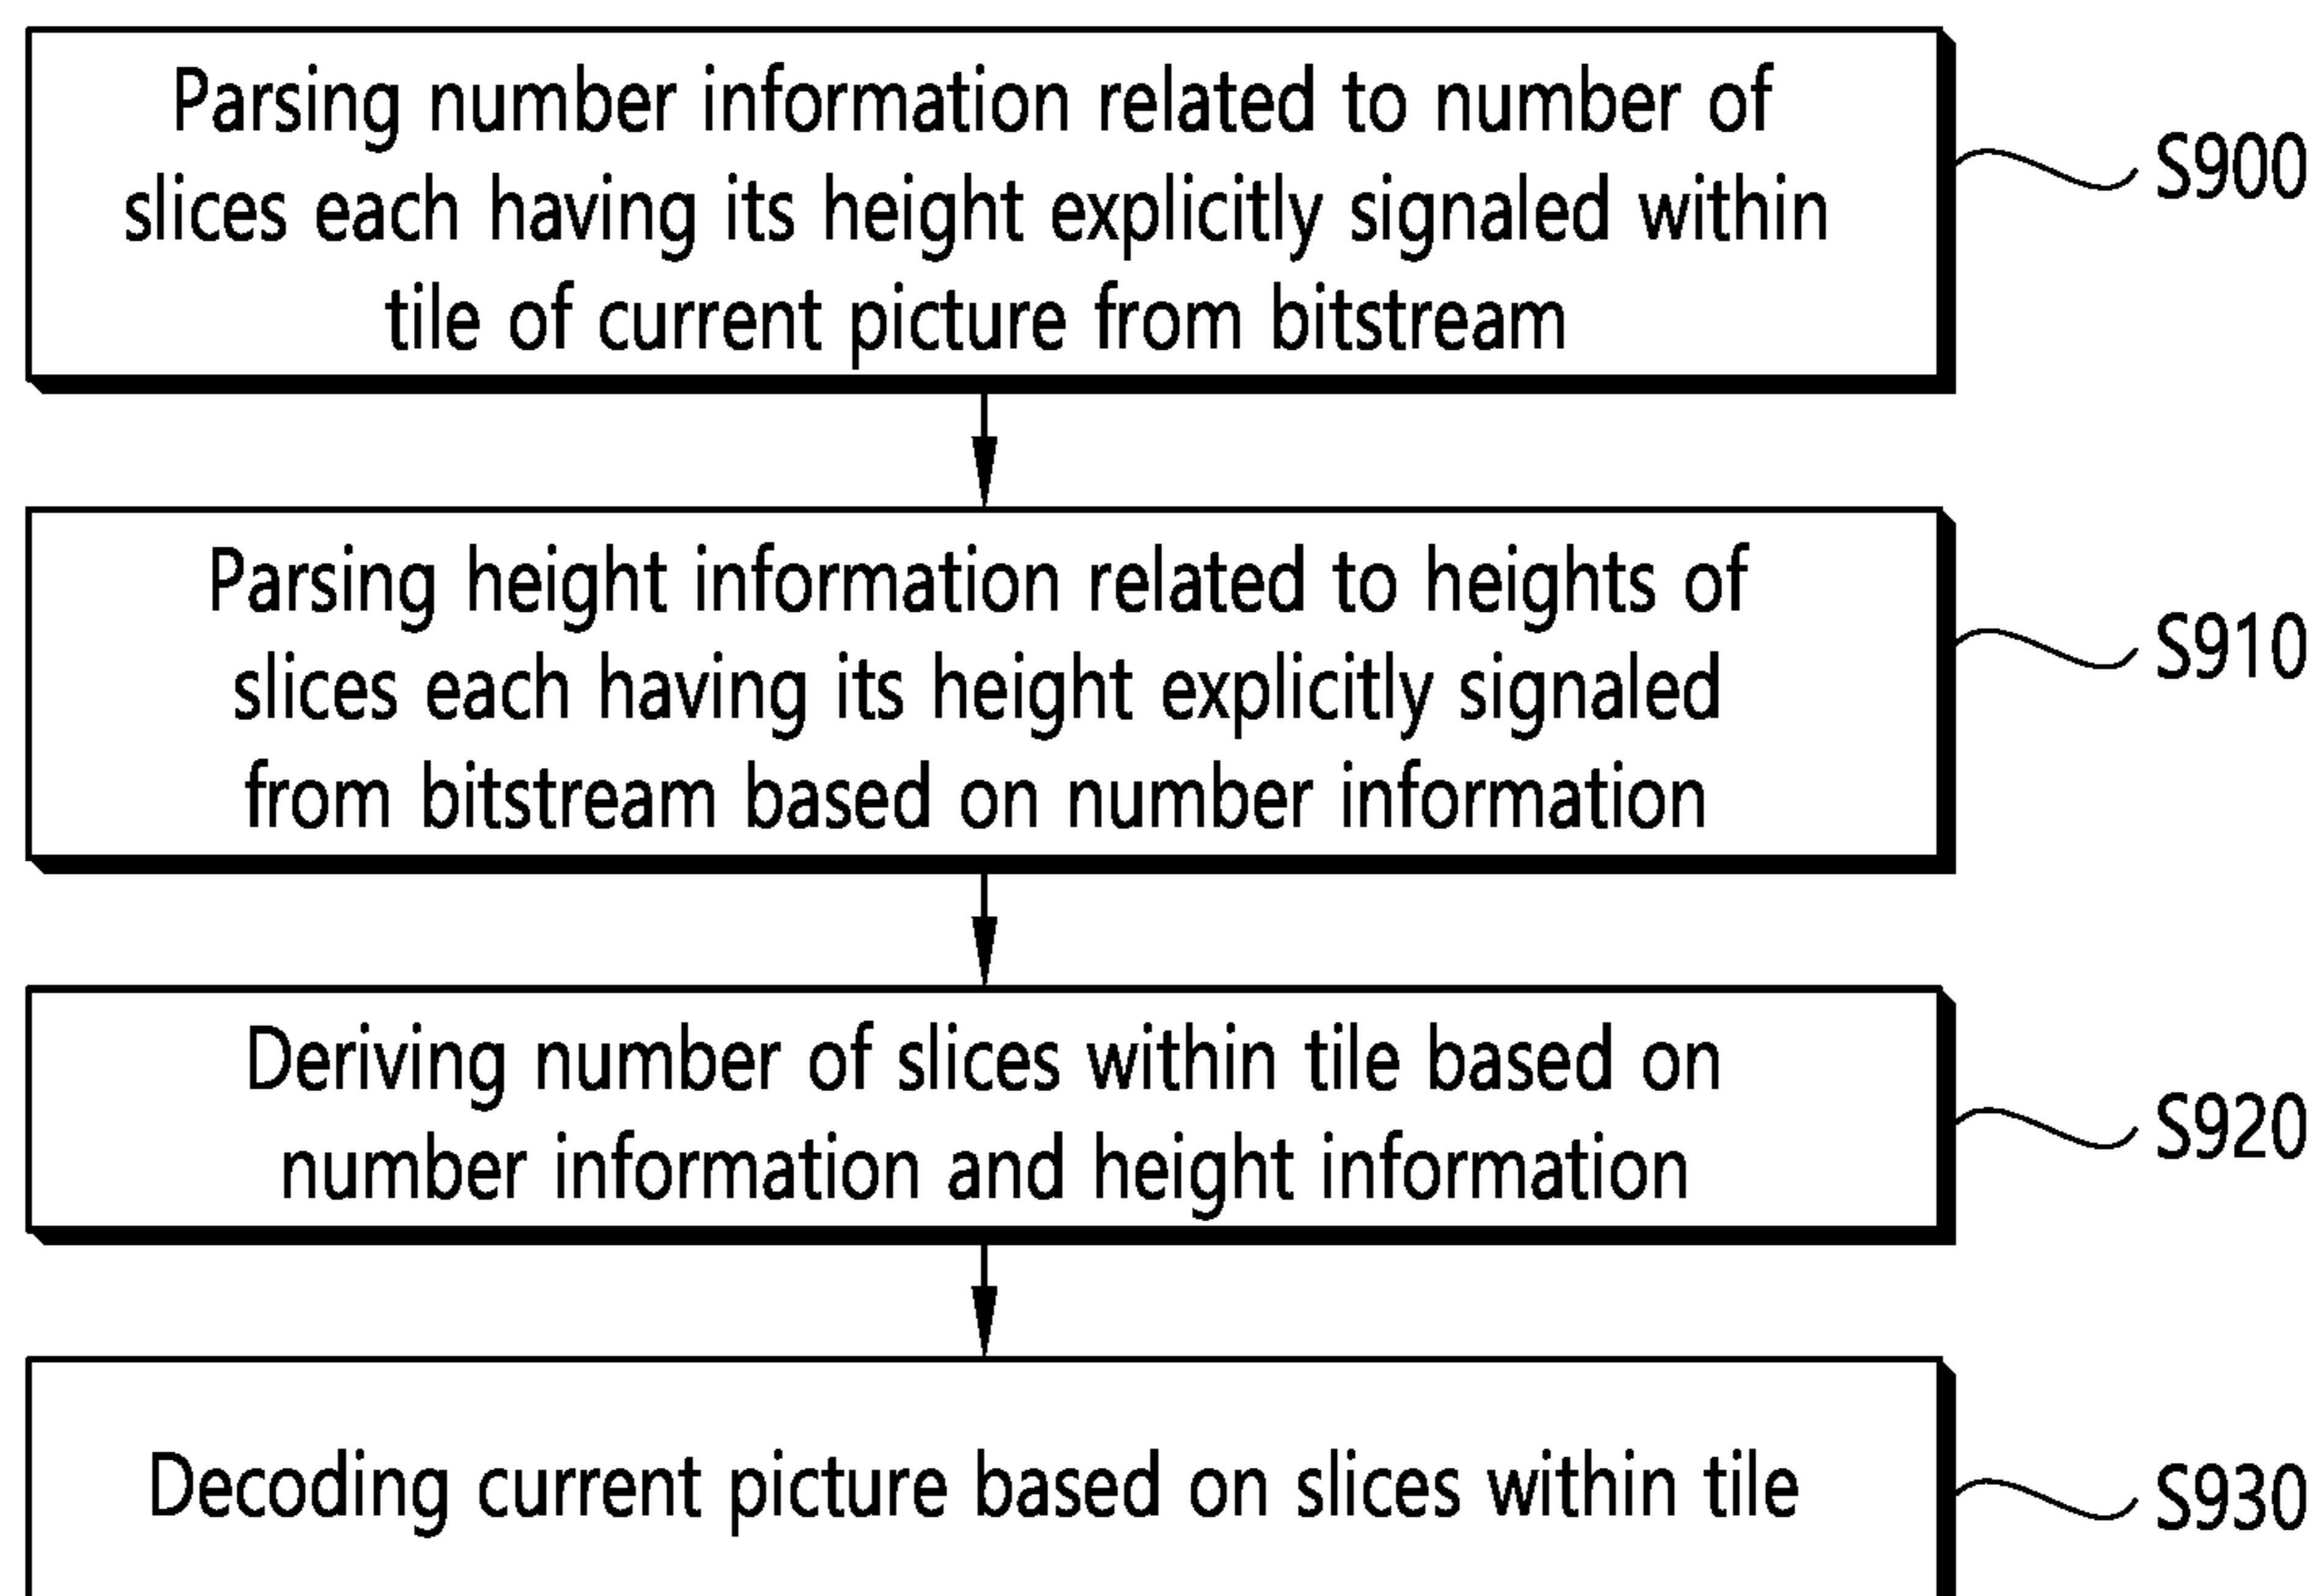 Parsing number information related to number of
slices each having its height explicitly signaled within
tile of current picture from bitstream
S900
Parsing height information related to heights of
slices each having its height explicitly signaled
from bitstream based on number information
S910
Deriving number of slices within tile based on
number information and height information
S920
Decoding current picture based on slices within tile
S930